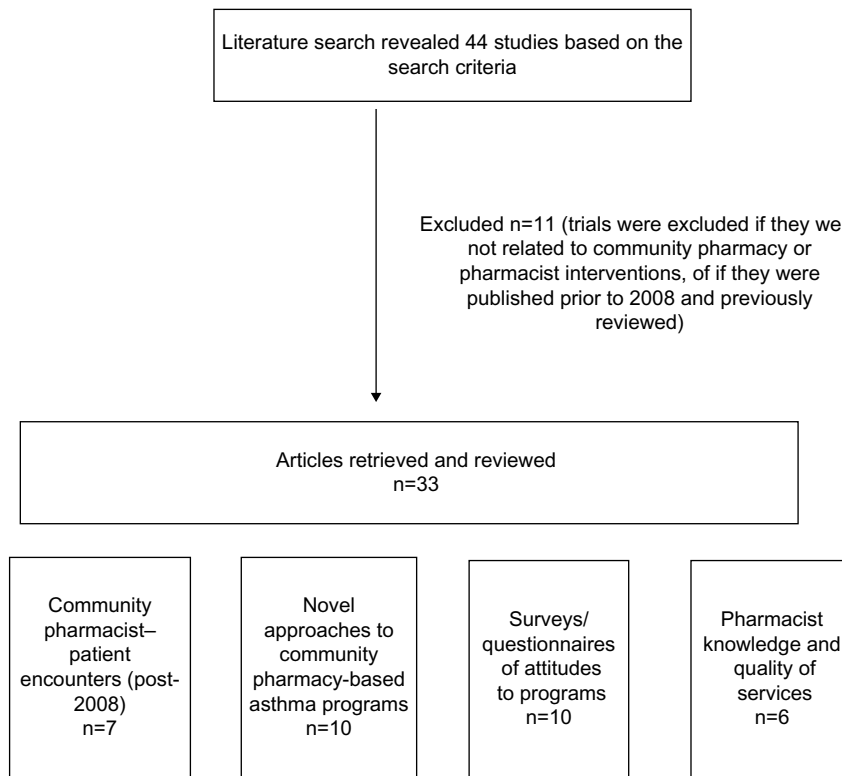 Literature search revealed 44 studies based on the
search criteria
Excluded n=11 (trials were excluded if they we
not related to community pharmacy or
pharmacist interventions, of if they were
published prior to 2008 and previously
reviewed)
Articles retrieved and reviewed
n=33
Community
pharmacist–
patient
encounters (post-
2008)
n=7
Novel
approaches to
community
pharmacy-based
asthma programs
n=10
Surveys/
questionnaires
of attitudes
to programs
n=10
Pharmacist
knowledge and
quality of
services
n=6